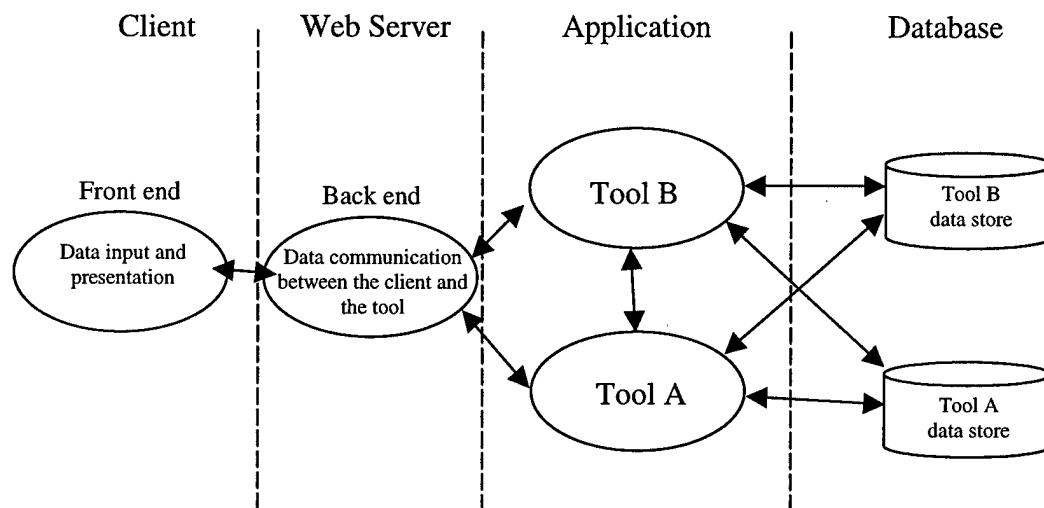 Client
Web Server
Application
Database
Front end
Data input and
presentation
Back end
Data communication
between the client and
the tool
Tool B
Tool A
Tool B
data store
Tool A
data store